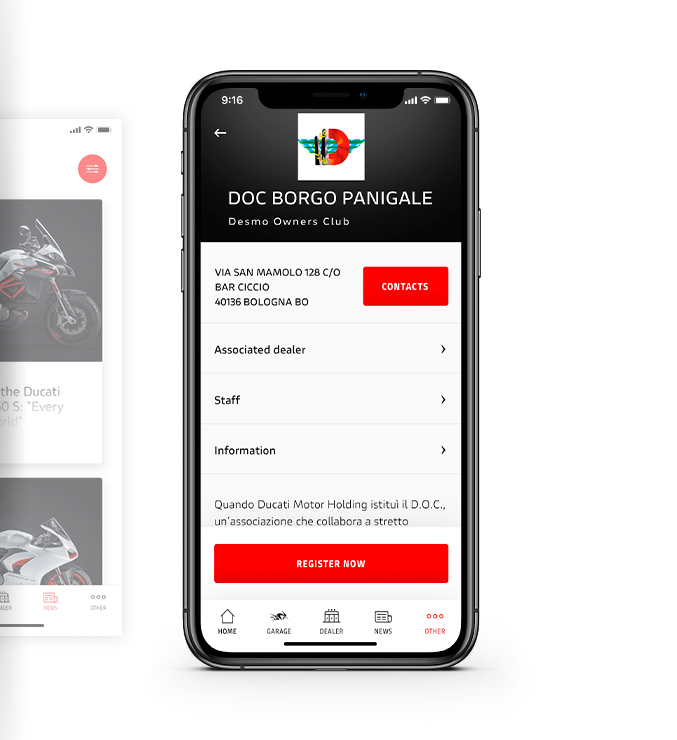 9:16
DOC BORGO PANIGALE
Desmo Owners Club
VIA SAN MAMOLO 128 C/O
BAR CICCIO
40136 BOLOGNA BO
CONTACTS
Associated dealer
Staff
Information
Quando Ducati Motor Holding istituì il D.O.C.,
un'associazione che collabora a stretto
REGISTER NOW
HOME
GARAGE
DEALER
NEWS
OTHER
the Ducati
0 S: "Every
rld"
ALER
NEWS
OTHER